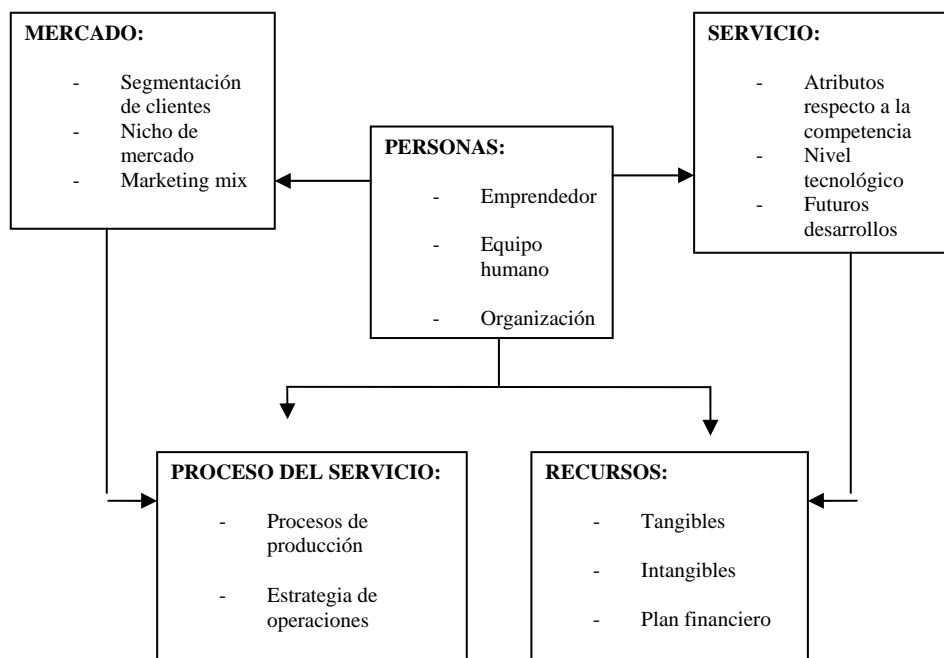 MERCADO:
- Segmentación
de clientes
- Nicho de
mercado
- Marketing mix
SERVICIO:
- Atributos
respecto a la
competencia
- Nivel
tecnológico
- Futuros
desarrollos
PERSONAS:
- Emprendedor
- Equipo
humano
- Organización
PROCESO DEL SERVICIO:
- Procesos de
producción
- Estrategia de
operaciones
RECURSOS:
- Tangibles
- Intangibles
- Plan financiero